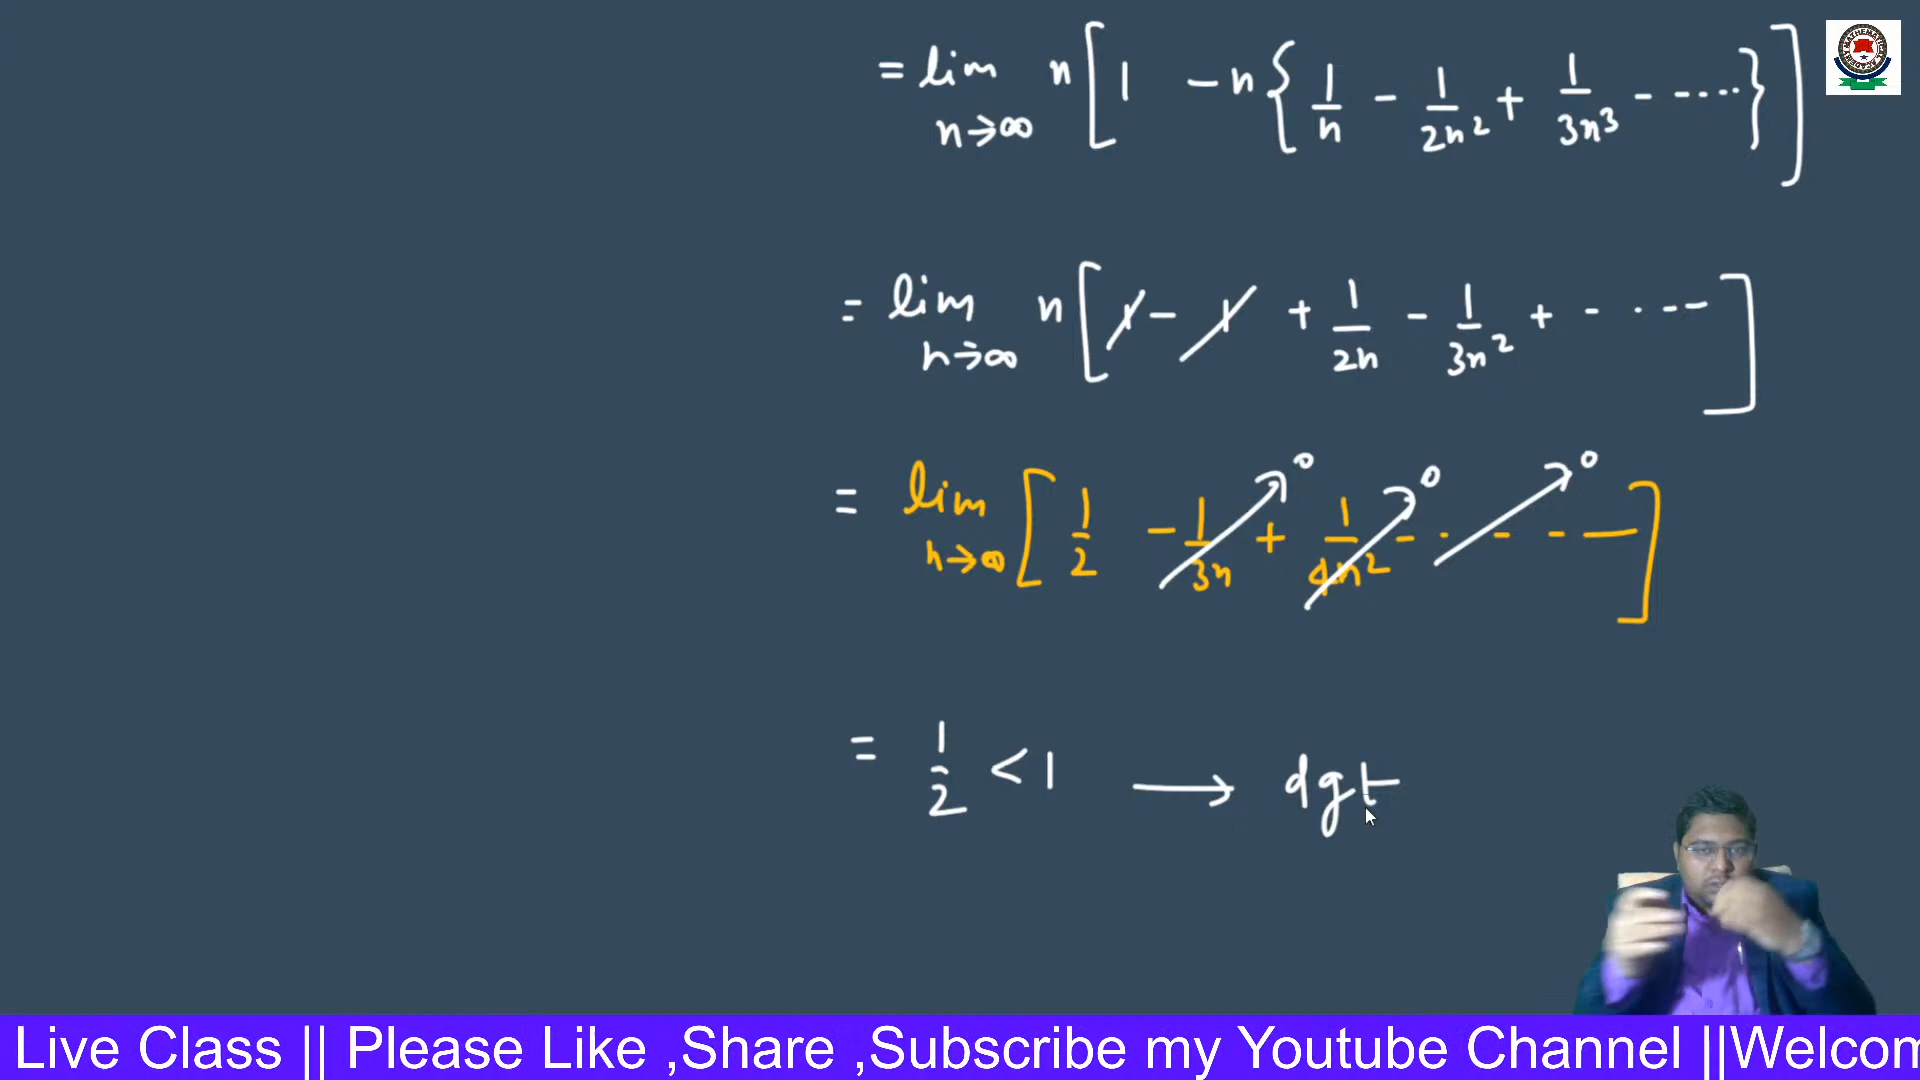 = lim n→∞ n [ 1 - n { 1/n - 1/2n² + 1/3n³ - - ---.. } ]
= lim n→∞ n [ 1 - 1 + 1/2n - 1/3n² + - . - - - ]
= lim n→∞ [ 1/2 - 1/3n + 1/4n² - . - - — ]
0 0 0
= 1/2 < 1 → dgt
Live Class || Please Like ,Share ,Subscribe my Youtube Channel ||Welcom